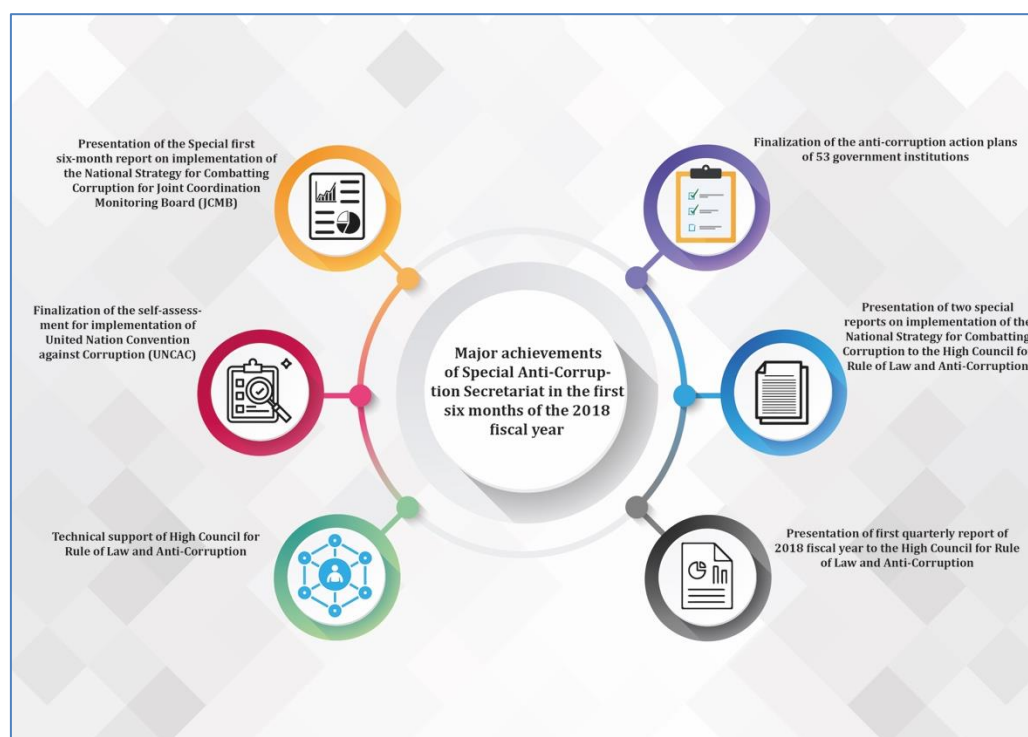 Presentation of the Special first
six-month report on implementation of
the National Strategy for Combatting
Corruption for Joint Coordination
Monitoring Board (JCMB)
Finalization of the self-assess-
ment for implementation of
United Nation Convention
against Corruption (UNCAC)
Technical support of High Council for
Rule of Law and Anti-Corruption
Major achievements
of Special Anti-Corrup-
tion Secretariat in the first
six months of the 2018
fiscal year
Finalization of the anti-corruption action plans
of 53 government institutions
Presentation of two special
reports on implementation of the
National Strategy for Combatting
Corruption to the High Council fo
Rule of Law and Anti-Corruption
Presentation of first quarterly report of
2018 fiscal year to the High Council for Rule
of Law and Anti-Corruption